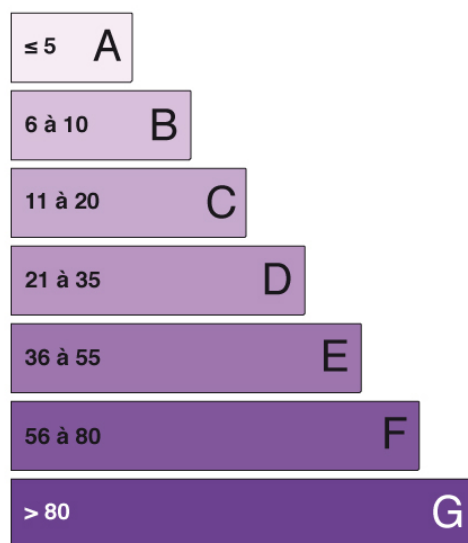 ≤ 5 A
6 à 10 B
11 à 20 C
21 à 35 D
36 à 55 E
56 à 80 F
> 80 G